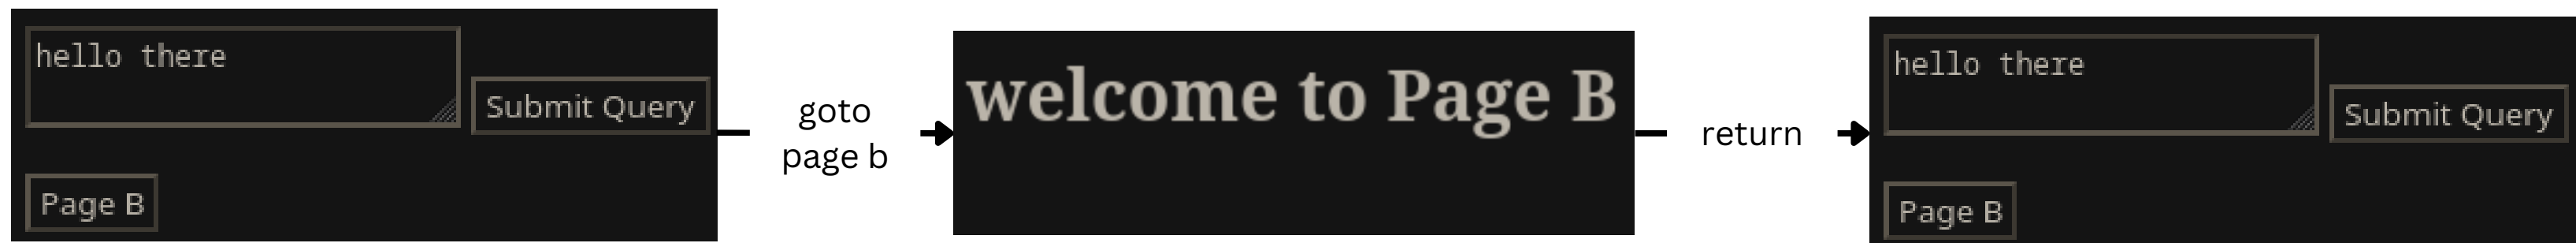 hello there
Submit Query
Page B
goto
page b
welcome to Page B
return
hello there
Submit Query
Page B